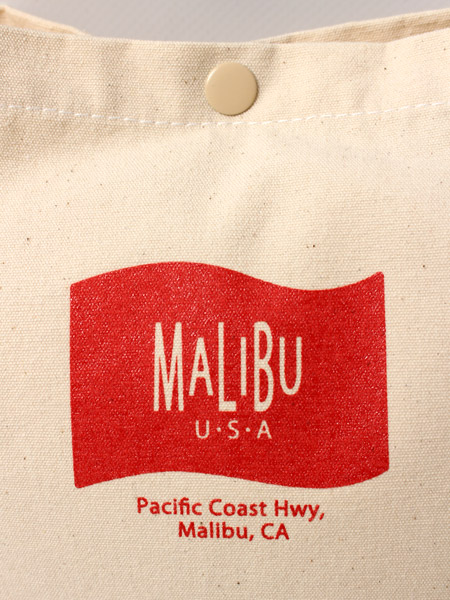 MALIBU
U·S·A
Pacific Coast Hwy,
Malibu, CA